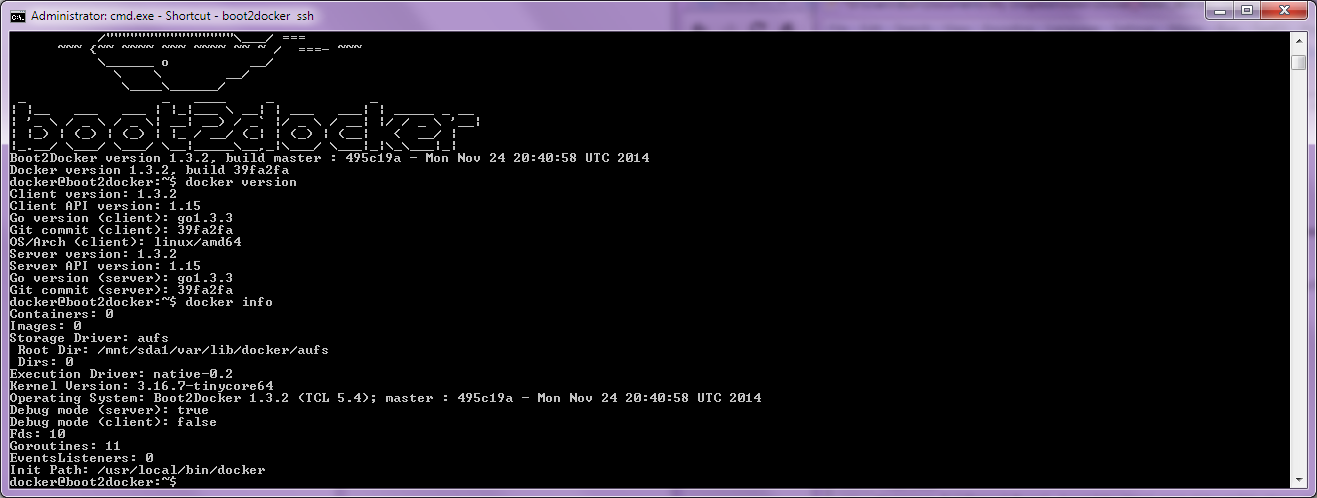 Administrator: cmd.exe - Shortcut - boot2docker ssh
boot2docker
Boot2Docker version 1.3.2, build master : 495c19a - Mon Nov 24 20:40:58 UTC 2014
Docker version 1.3.2, build 39fa2fa
docker@boot2docker:~$ docker version
Client version: 1.3.2
Client API version: 1.15
Go version (client): go1.3.3
Git commit (client): 39fa2fa
OS/Arch (client): linux/amd64
Server version: 1.3.2
Server API version: 1.15
Go version (server): go1.3.3
Git commit (server): 39fa2fa
docker@boot2docker:~$ docker info
Containers: 0
Images: 0
Storage Driver: aufs
 Root Dir: /mnt/sda1/var/lib/docker/aufs
 Dirs: 0
Execution Driver: native-0.2
Kernel Version: 3.16.7-tinycore64
Operating System: Boot2Docker 1.3.2 (TCL 5.4); master : 495c19a - Mon Nov 24 20:40:58 UTC 2014
Debug mode (server): true
Debug mode (client): false
Fds: 10
Goroutines: 11
EventsListeners: 0
Init Path: /usr/local/bin/docker
docker@boot2docker:~$